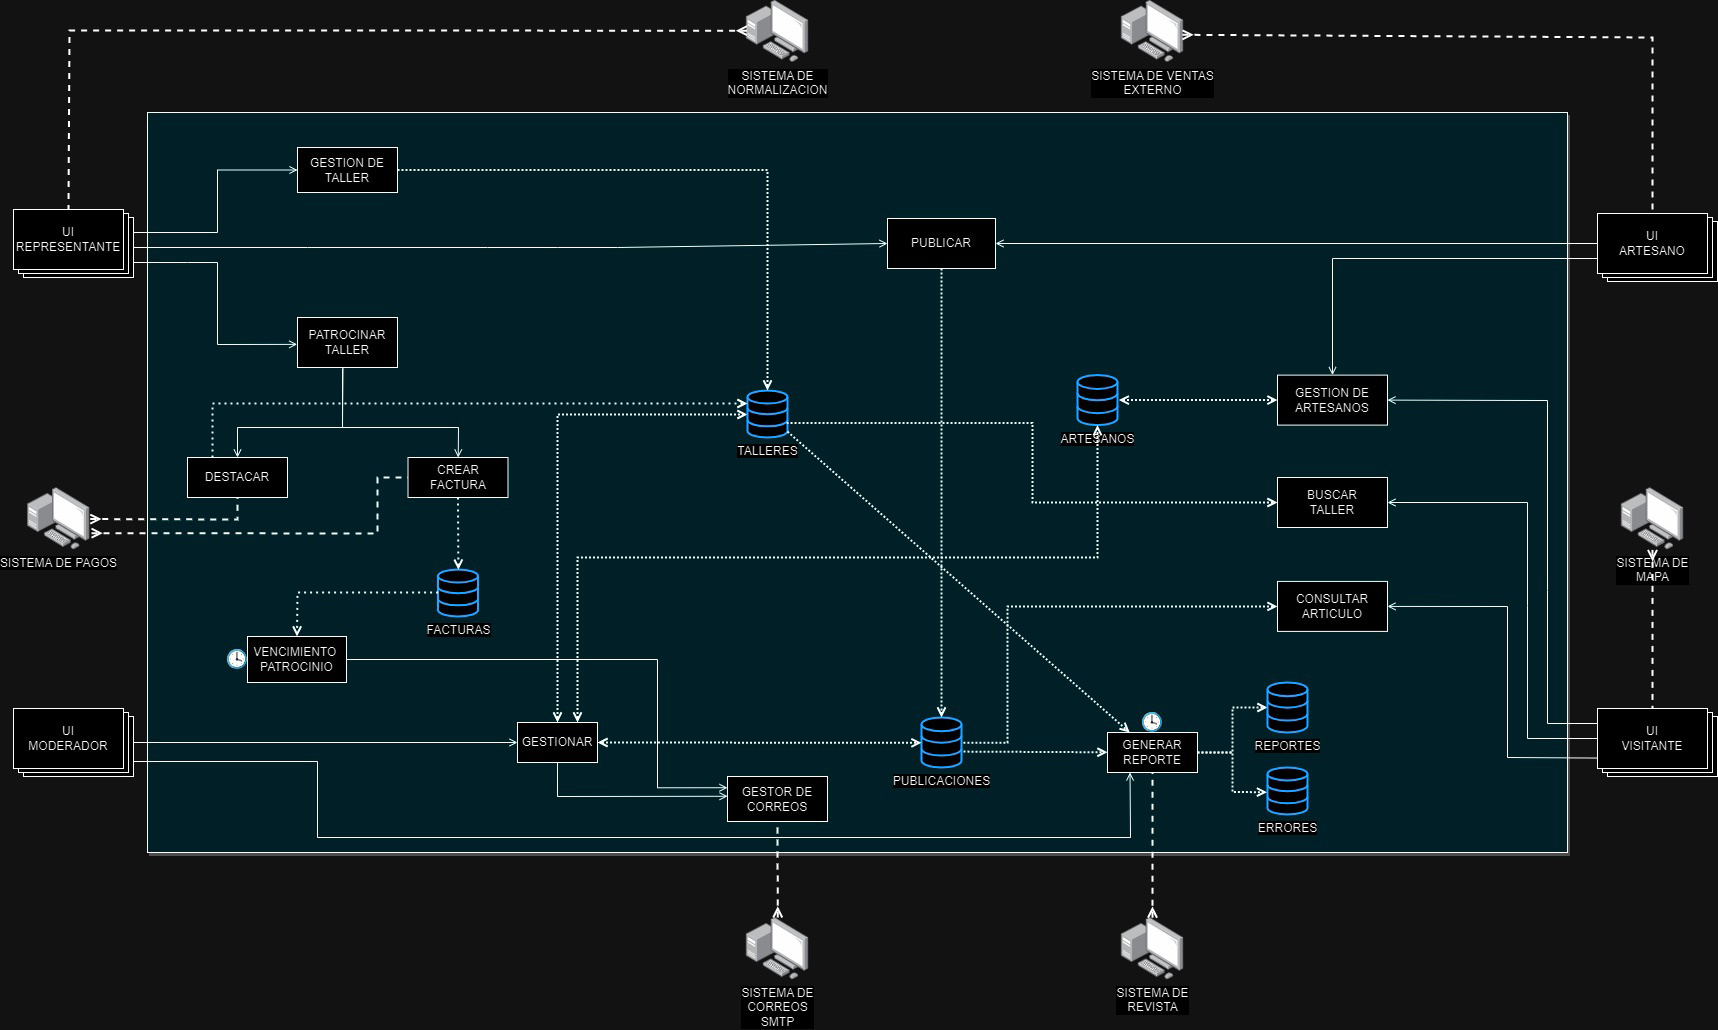 SISTEMA DE
NORMALIZACION
SISTEMA DE VENTAS
EXTERNO
GESTION DE
TALLER
UI
REPRESENTANTE
PUBLICAR
UI
ARTESANO
PATROCINAR
TALLER
GESTION DE
ARTESANOS
ARTESANOS
TALLERES
DESTACAR
CREAR
FACTURA
BUSCAR
TALLER
SISTEMA DE PAGOS
SISTEMA DE
MAPA
CONSULTAR
ARTICULO
FACTURAS
VENCIMIENTO
PATROCINIO
UI
MODERADOR
GESTIONAR
PUBLICACIONES
GENERAR
REPORTE
REPORTES
UI
VISITANTE
GESTOR DE
CORREOS
ERRORES
SISTEMA DE
CORREOS
SMTP
SISTEMA DE
REVISTA